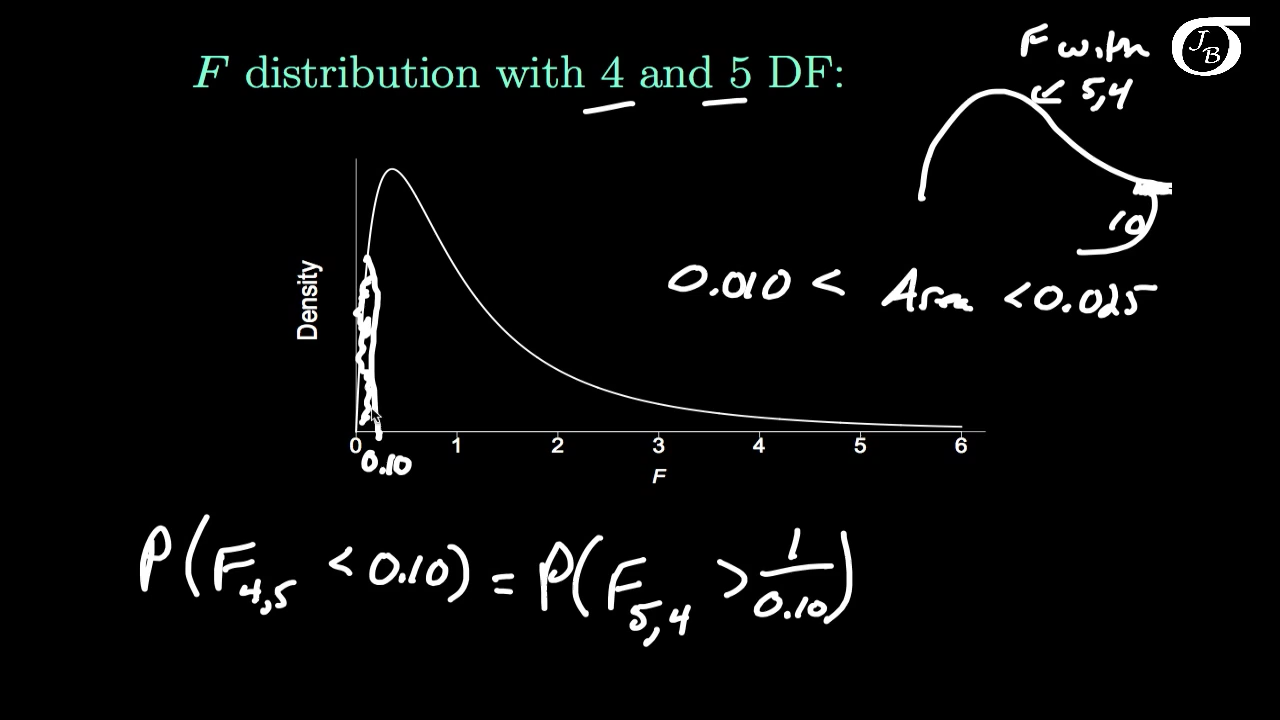 F distribution with 4 and 5 DF:
F with
5,4
JB
10
0.010 < Area < 0.025
Density
0 1 2 3 4 5 6
0.10
F
P(F4,5 < 0.10) = P(F5,4 > 1/0.10)